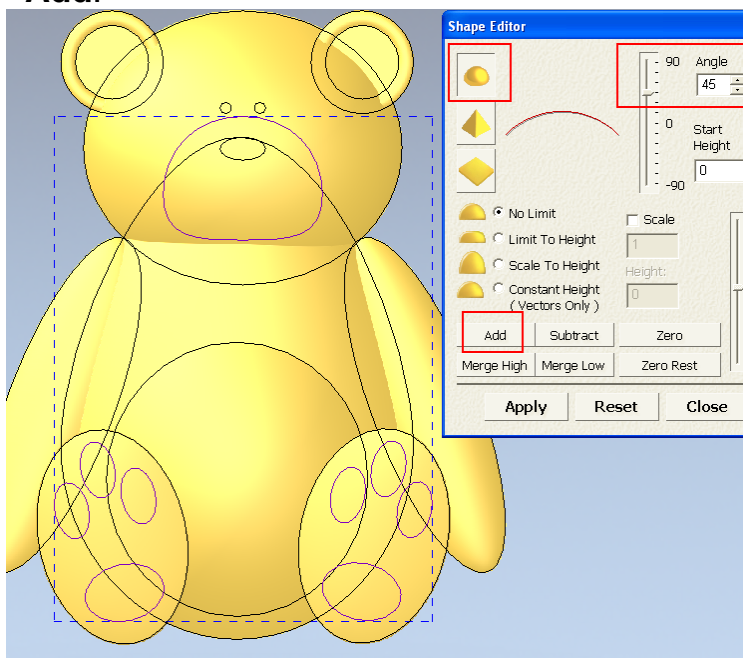 Add.
Shape Editor
90 Angle
45
0 Start
Height
0
-90
No Limit
Scale
Limit To Height
1
Scale To Height
Height:
Constant Height
0
( Vectors Only )
Add Subtract Zero
Merge High Merge Low Zero Rest
Apply Reset Close